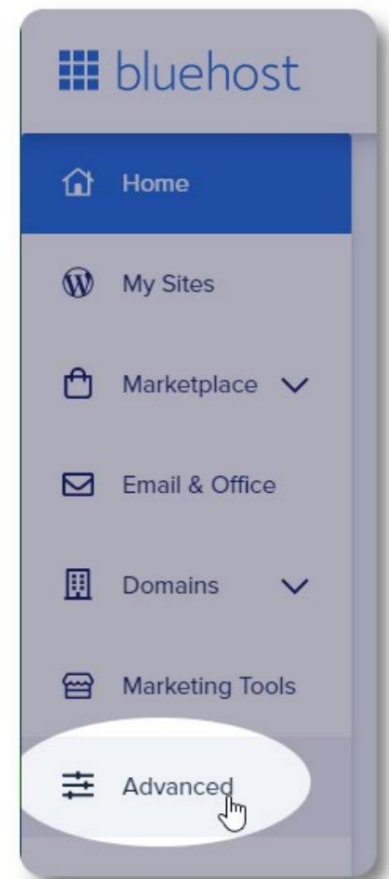 bluehost
Home
My Sites
Marketplace
Email & Office
Domains
Marketing Tools
Advanced